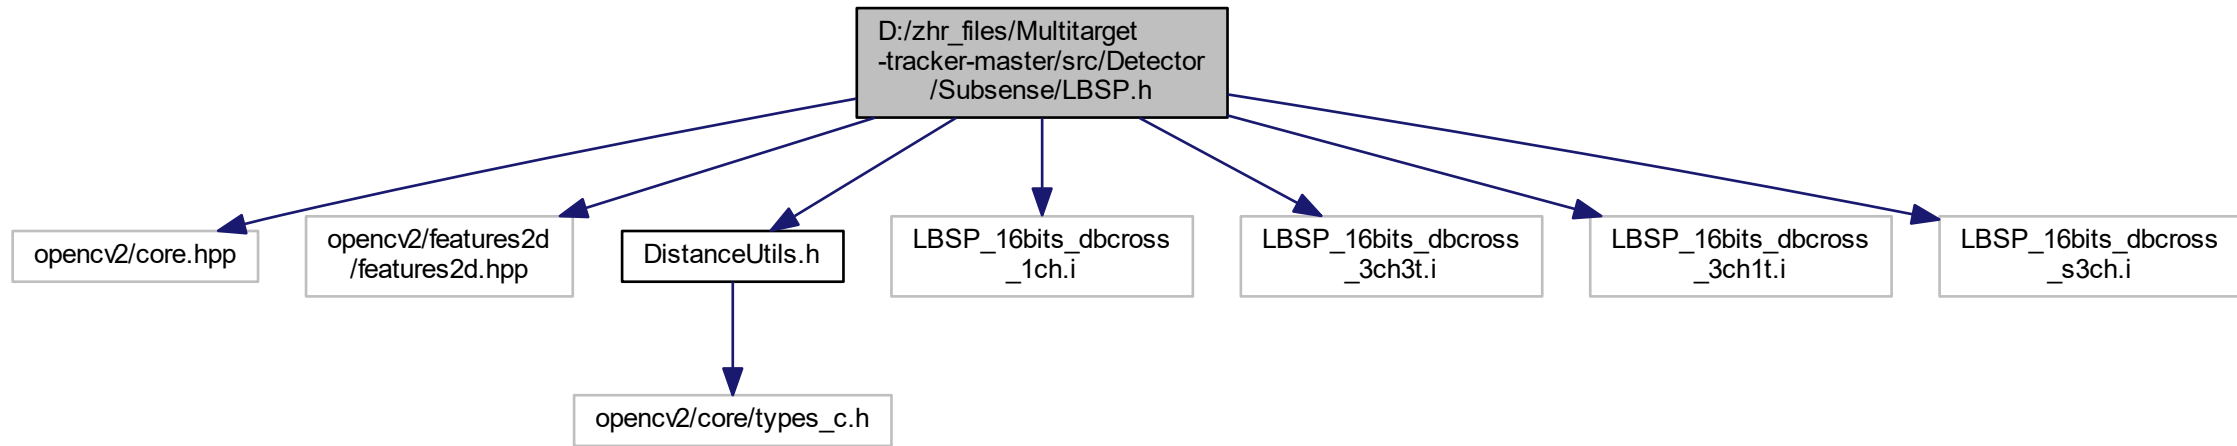 D:/zhr_files/Multitarget
-tracker-master/src/Detector
/Subsense/LBSP.h
opencv2/core.hpp
opencv2/features2d
/features2d.hpp
DistanceUtils.h
LBSP_16bits_dbcross
_1ch.i
LBSP_16bits_dbcross
_3ch3t.i
LBSP_16bits_dbcross
_3ch1t.i
LBSP_16bits_dbcross
_s3ch.i
opencv2/core/types_c.h